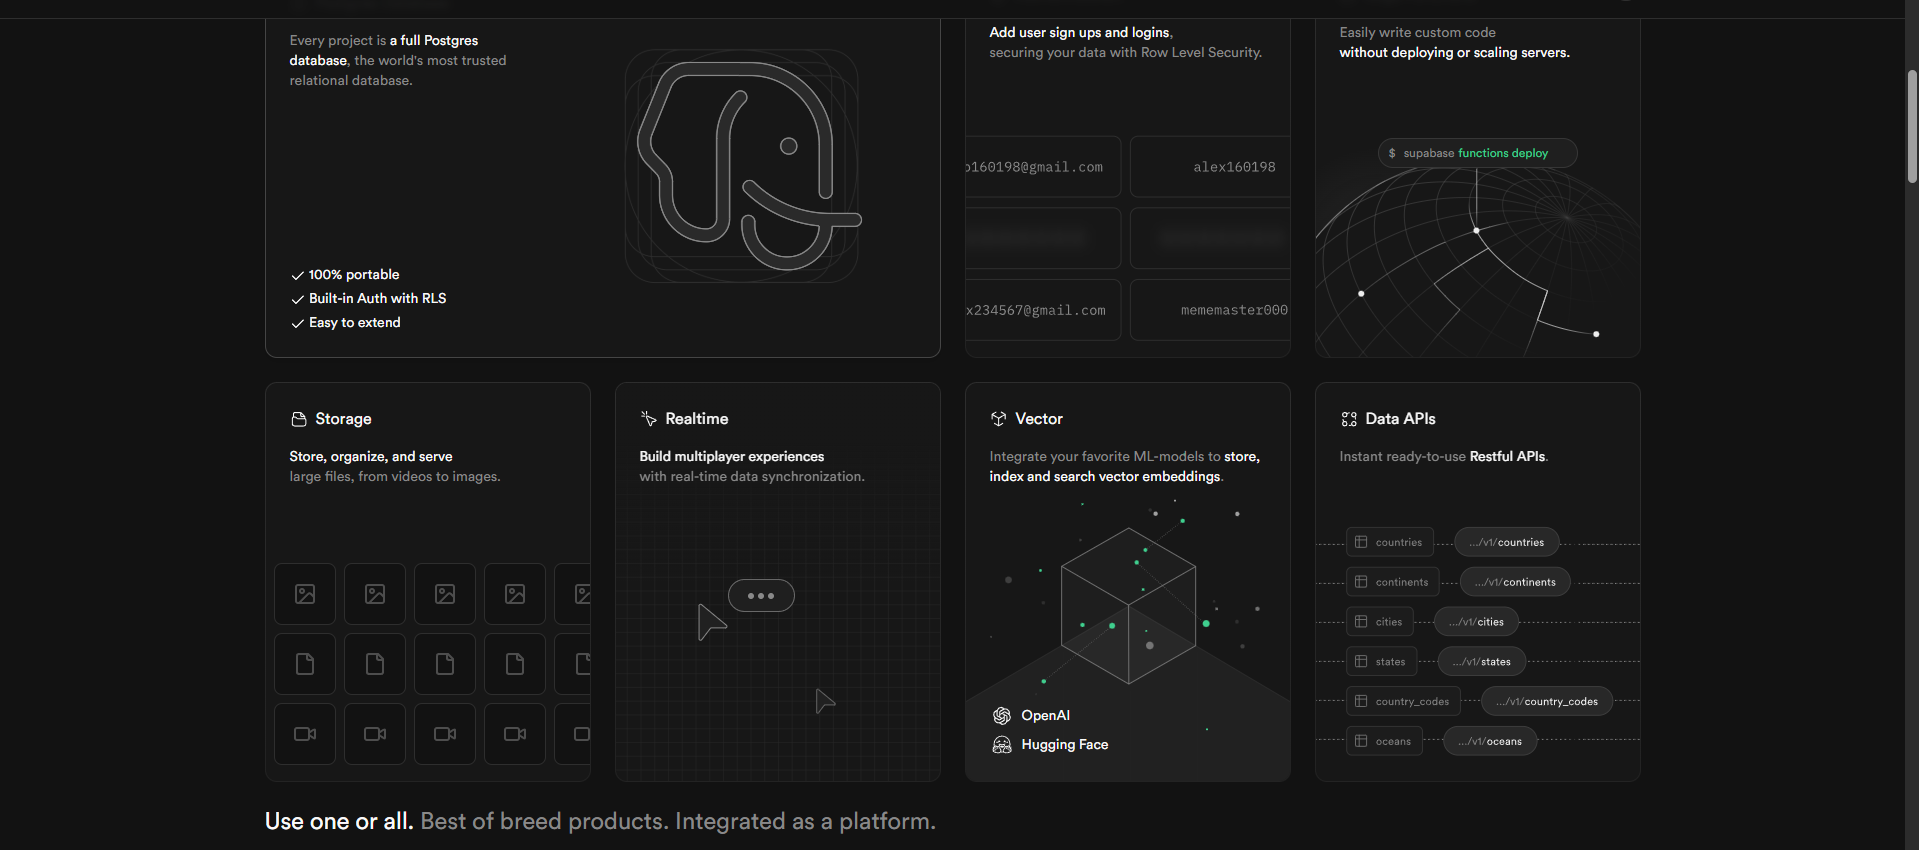 Every project is a full Postgres
database, the world's most trusted
relational database.
100% portable
Built-in Auth with RLS
Easy to extend
Add user sign ups and logins,
securing your data with Row Level Security.
160198@gmail.com
alex160198
x234567@gmail.com
mememaster000
Easily write custom code
without deploying or scaling servers.
$ supabase functions deploy
Storage
Store, organize, and serve
large files, from videos to images.
Realtime
Build multiplayer experiences
with real-time data synchronization.
Vector
Integrate your favorite ML-models to store,
index and search vector embeddings.
OpenAI
Hugging Face
Data APIs
Instant ready-to-use Restful APIs.
countries .../v1/countries
continents .../v1/continents
cities .../v1/cities
states .../v1/states
country_codes .../v1/country_codes
oceans .../v1/oceans
Use one or all. Best of breed products. Integrated as a platform.